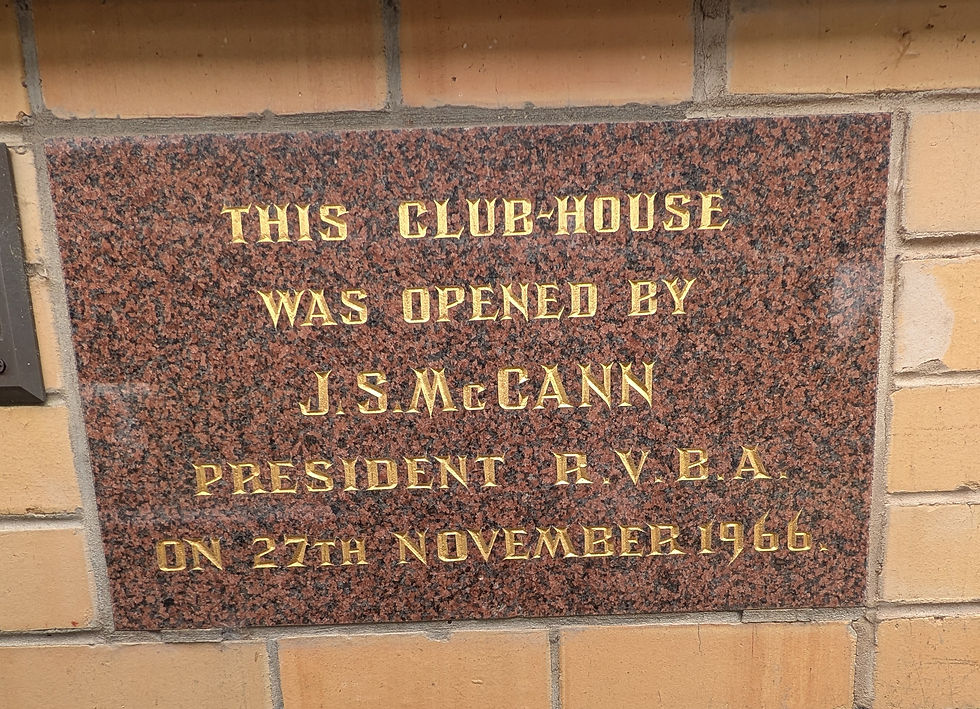 THIS CLUB-HOUSE
WAS OPENED BY
J.S.McCANN
PRESIDENT R.V.B.A.
ON 27TH NOVEMBER 1966.